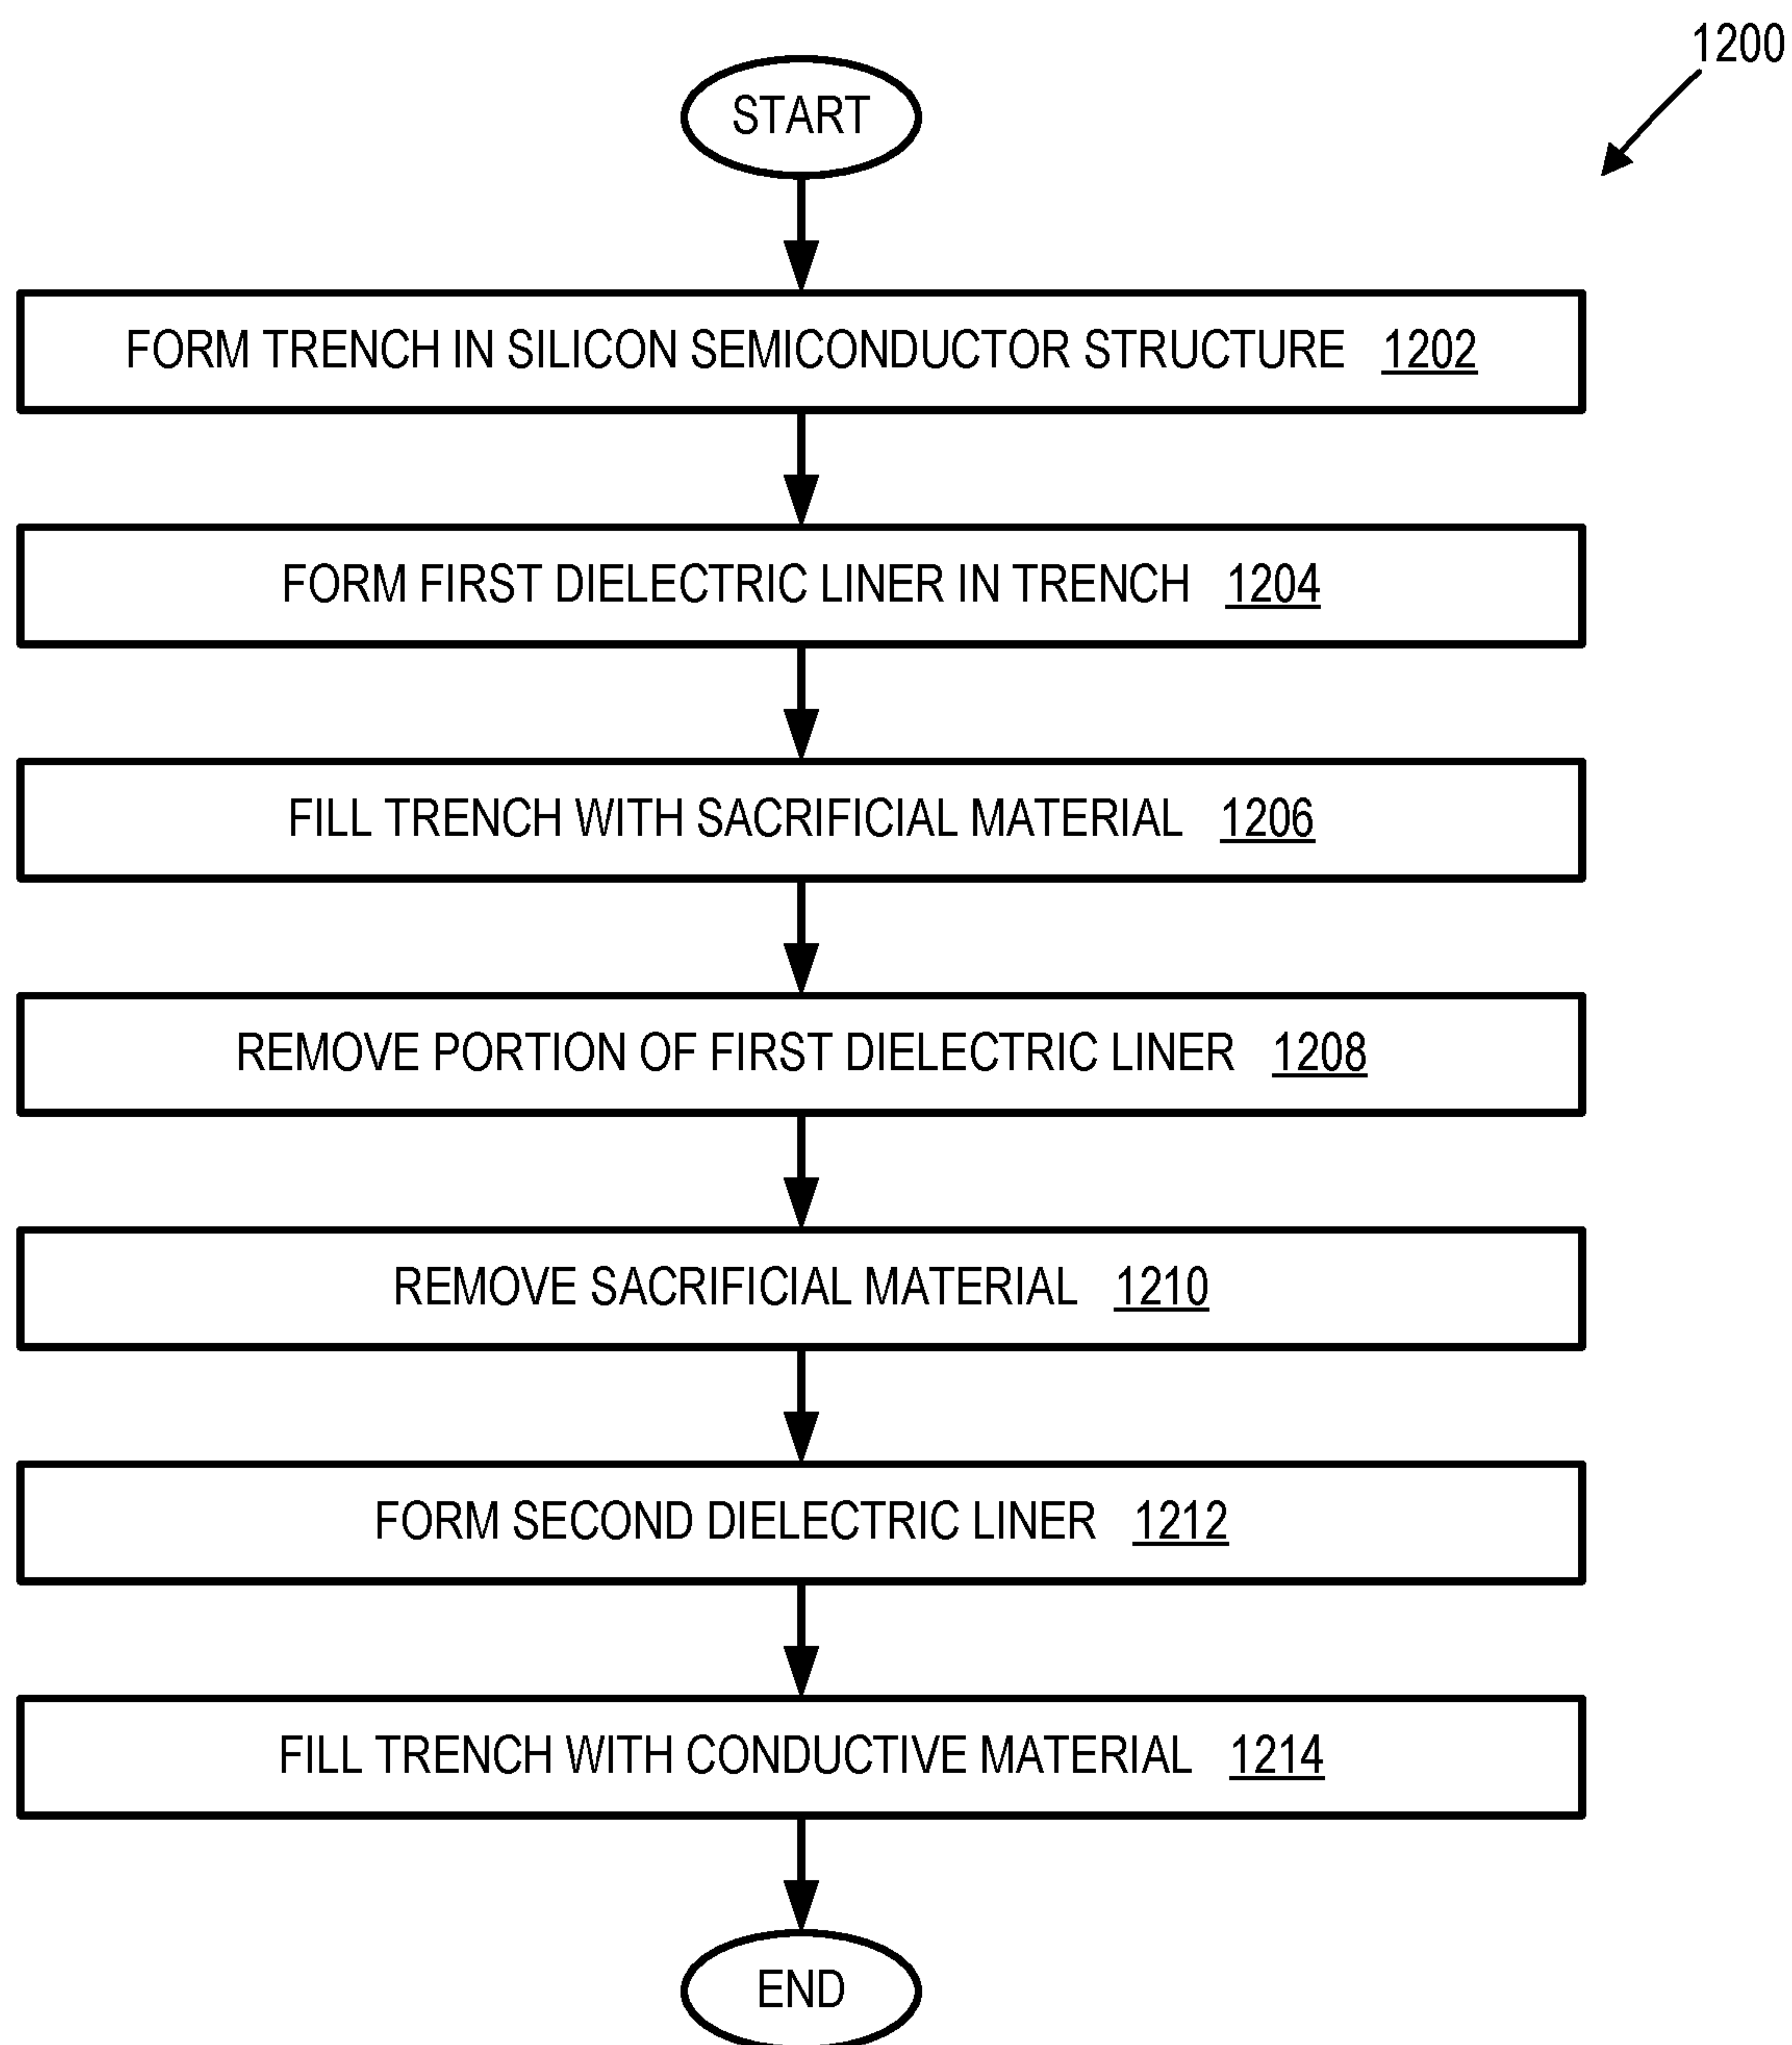 1200
START
FORM TRENCH IN SILICON SEMICONDUCTOR STRUCTURE 1202
FORM FIRST DIELECTRIC LINER IN TRENCH 1204
FILL TRENCH WITH SACRIFICIAL MATERIAL 1206
REMOVE PORTION OF FIRST DIELECTRIC LINER 1208
REMOVE SACRIFICIAL MATERIAL 1210
FORM SECOND DIELECTRIC LINER 1212
FILL TRENCH WITH CONDUCTIVE MATERIAL 1214
END